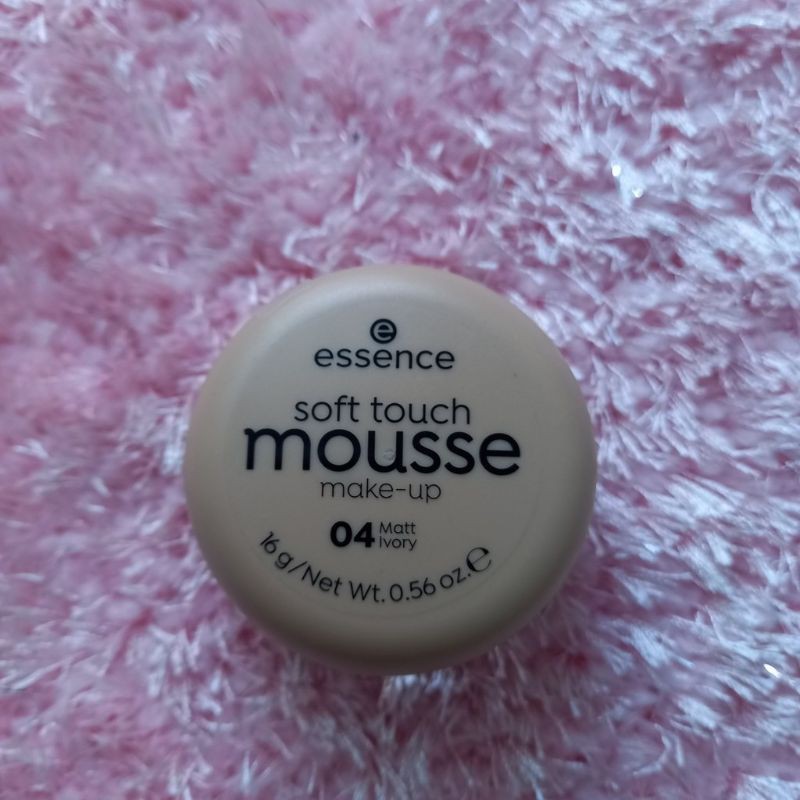 e
essence
soft touch
mousse
make-up
04 Matt
Ivory
16 g/Net Wt. 0.56 oz. ℮